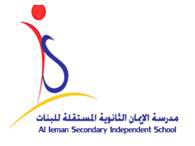 مدرسة الإيمان الثانوية المستقلة للبنات
Al Ieman Secondary Independent School